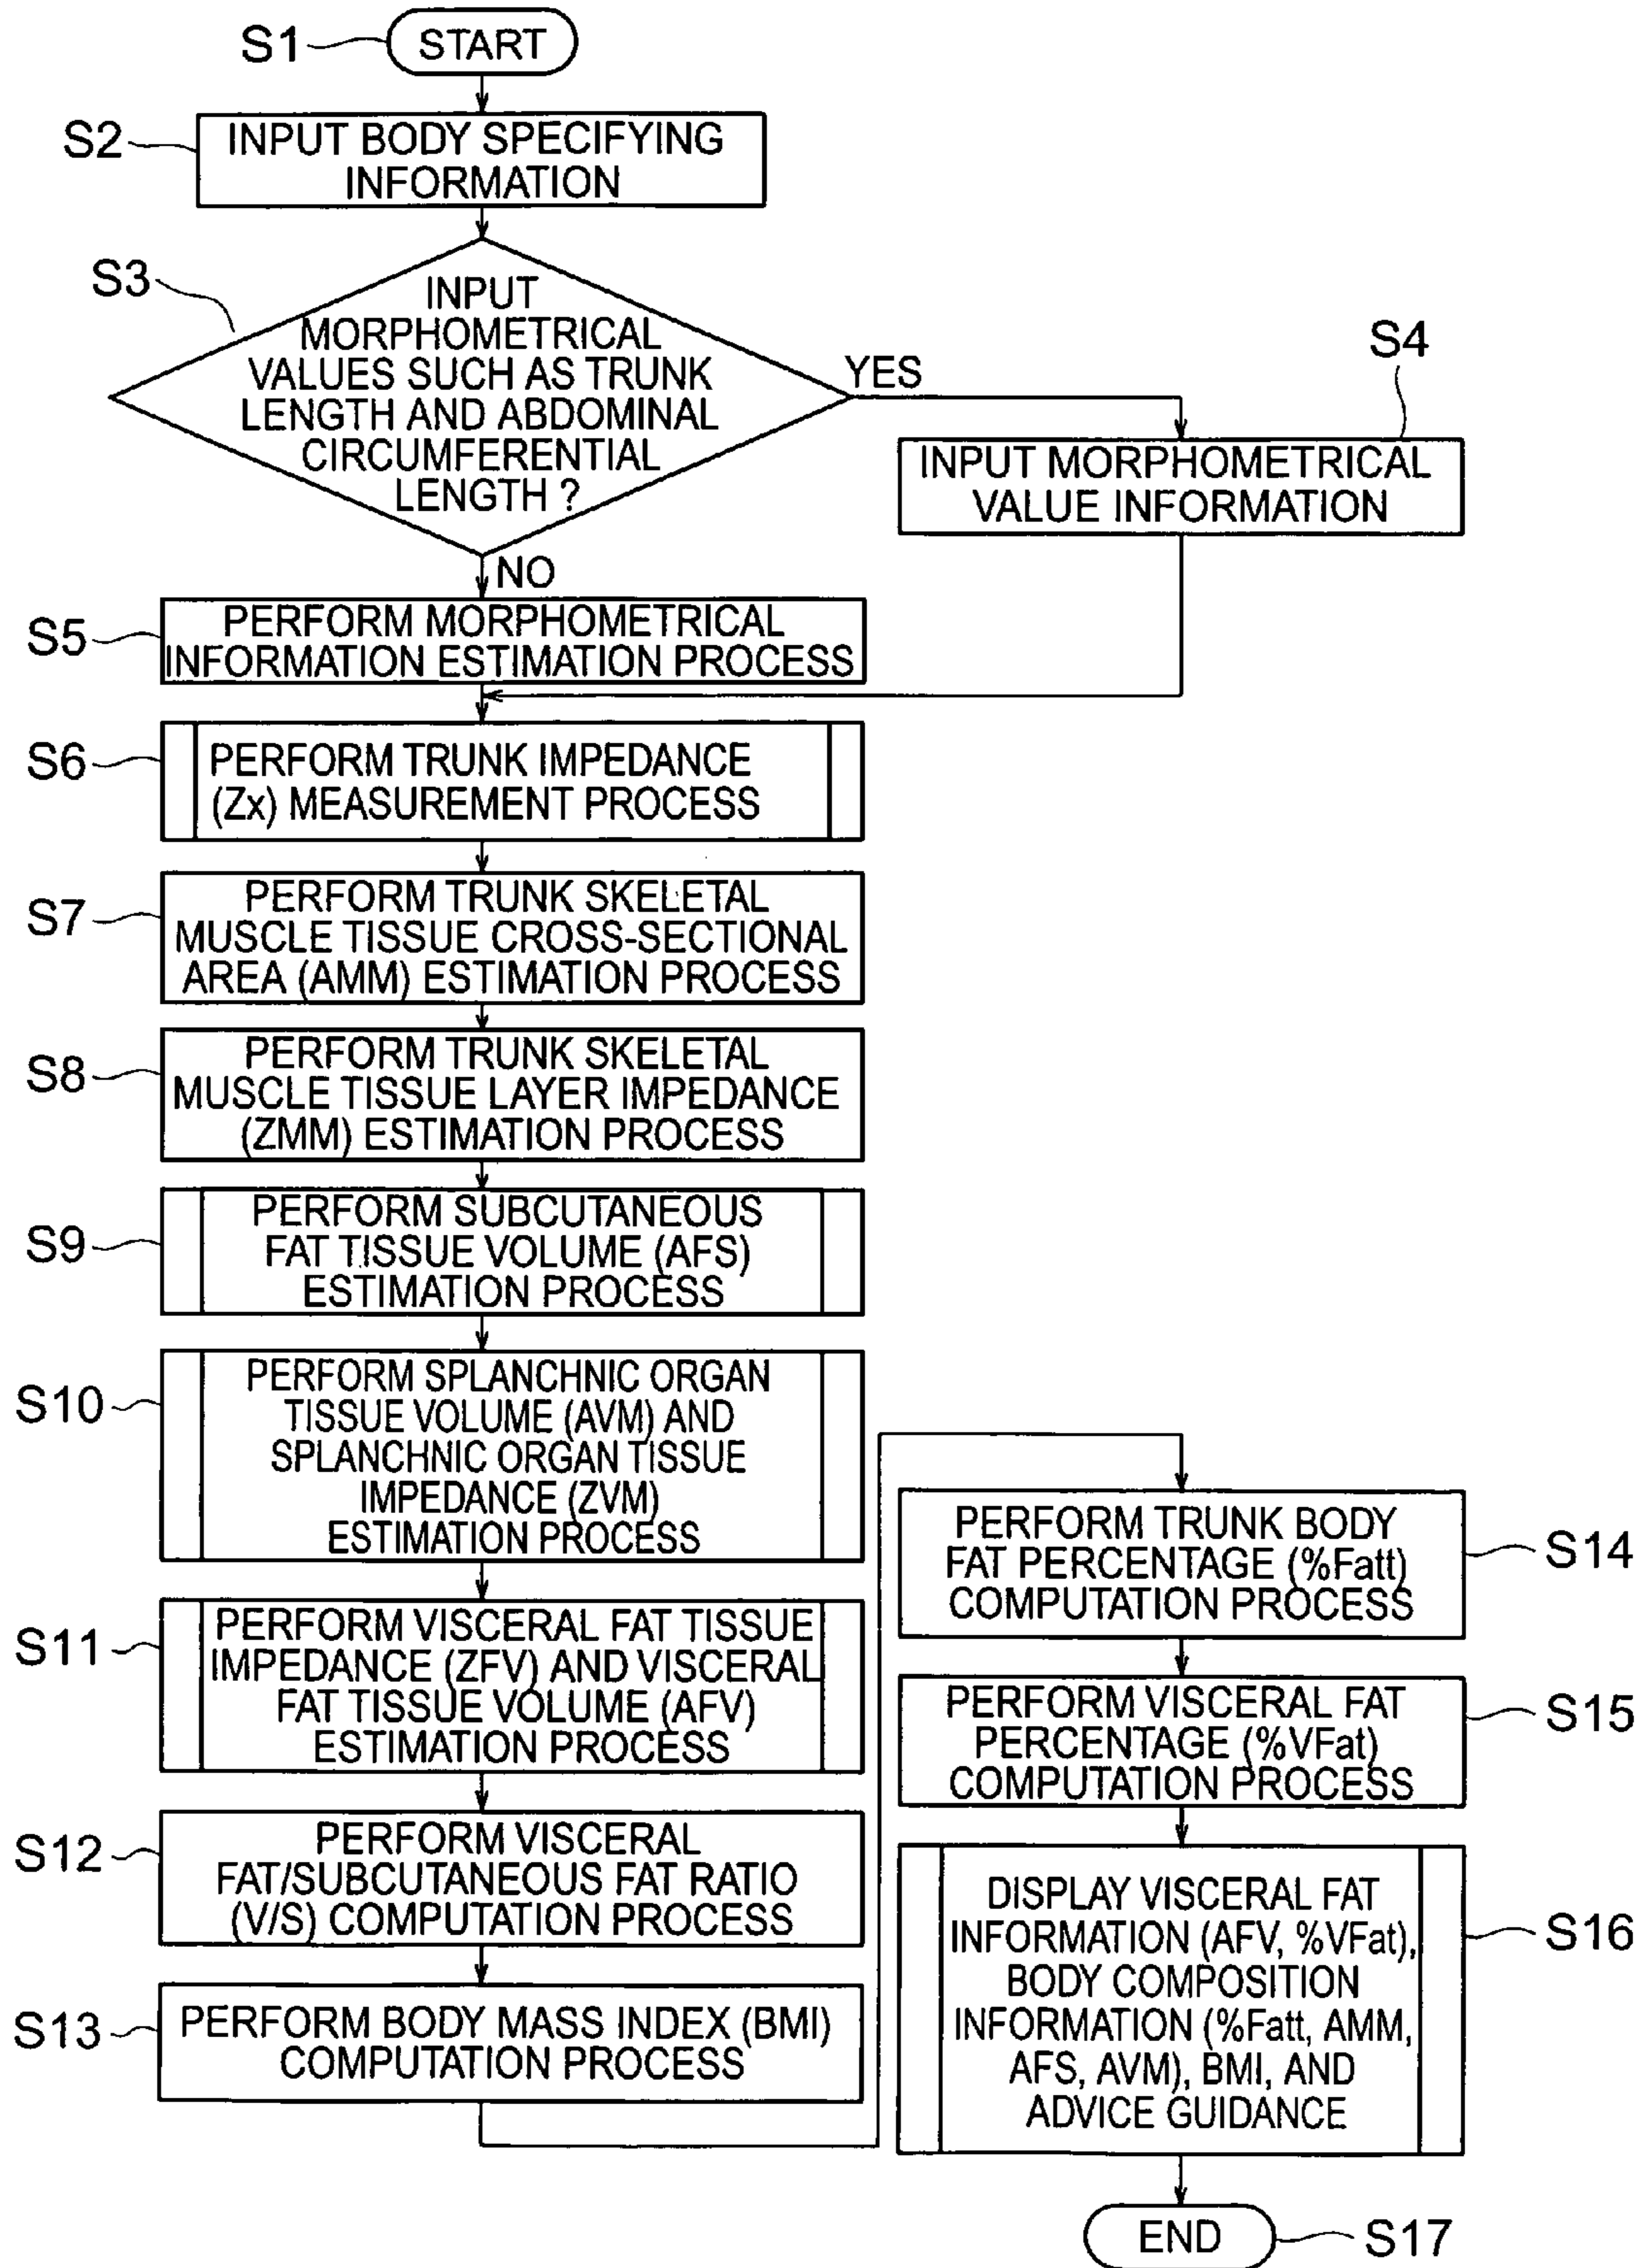 S1
START
S2
INPUT BODY SPECIFYING
INFORMATION
S3
INPUT
MORPHOMETRICAL
VALUES SUCH AS TRUNK
LENGTH AND ABDOMINAL
CIRCUMFERENTIAL
LENGTH ?
YES
S4
INPUT MORPHOMETRICAL
VALUE INFORMATION
NO
S5
PERFORM MORPHOMETRICAL
INFORMATION ESTIMATION PROCESS
S6
PERFORM TRUNK IMPEDANCE
(Zx) MEASUREMENT PROCESS
S7
PERFORM TRUNK SKELETAL
MUSCLE TISSUE CROSS-SECTIONAL
AREA (AMM) ESTIMATION PROCESS
S8
PERFORM TRUNK SKELETAL
MUSCLE TISSUE LAYER IMPEDANCE
(ZMM) ESTIMATION PROCESS
S9
PERFORM SUBCUTANEOUS
FAT TISSUE VOLUME (AFS)
ESTIMATION PROCESS
S10
PERFORM SPLANCHNIC ORGAN
TISSUE VOLUME (AVM) AND
SPLANCHNIC ORGAN TISSUE
IMPEDANCE (ZVM)
ESTIMATION PROCESS
S11
PERFORM VISCERAL FAT TISSUE
IMPEDANCE (ZFV) AND VISCERAL
FAT TISSUE VOLUME (AFV)
ESTIMATION PROCESS
S12
PERFORM VISCERAL
FAT/SUBCUTANEOUS FAT RATIO
(V/S) COMPUTATION PROCESS
S13
PERFORM BODY MASS INDEX (BMI)
COMPUTATION PROCESS
PERFORM TRUNK BODY
FAT PERCENTAGE (%Fatt)
COMPUTATION PROCESS
S14
PERFORM VISCERAL FAT
PERCENTAGE (%VFat)
COMPUTATION PROCESS
S15
DISPLAY VISCERAL FAT
INFORMATION (AFV, %VFat),
BODY COMPOSITION
INFORMATION (%Fatt, AMM,
AFS, AVM), BMI, AND
ADVICE GUIDANCE
S16
END
S17